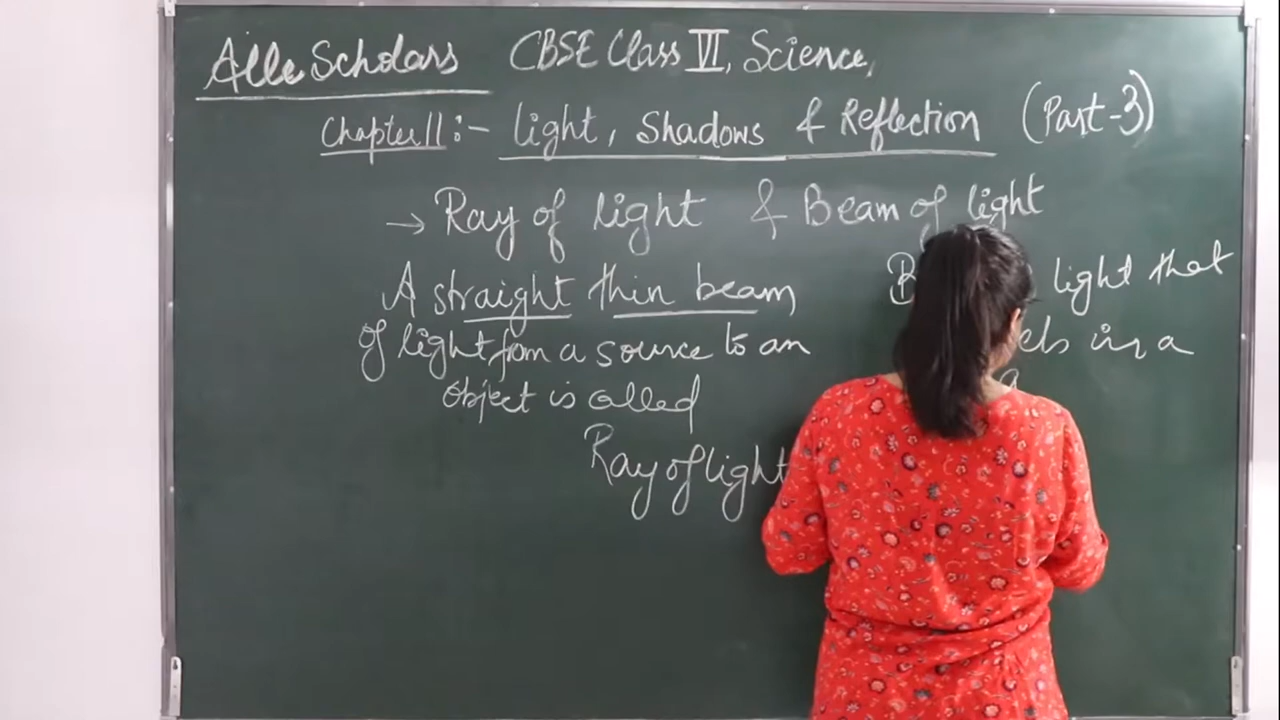 Alle Scholars CBSE Class VI, Science,
Chapter 11:- Light, Shadows & Reflection (Part-3)
→ Ray of light & Beam of light
A straight thin beam
of light from a source to an
object is called
Ray of light
light that
in a
a